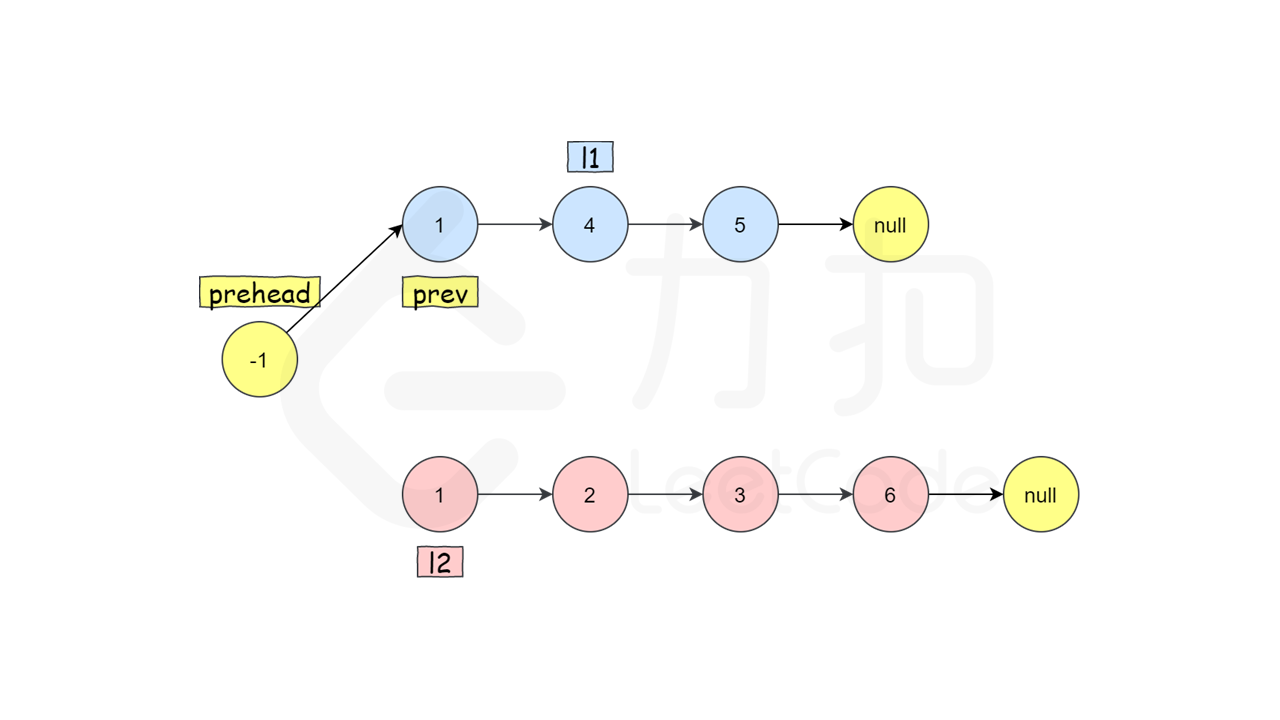 l1
1 4 5 null
prehead
prev
-1
力扣
LeetCode
1 2 3 6 null
l2